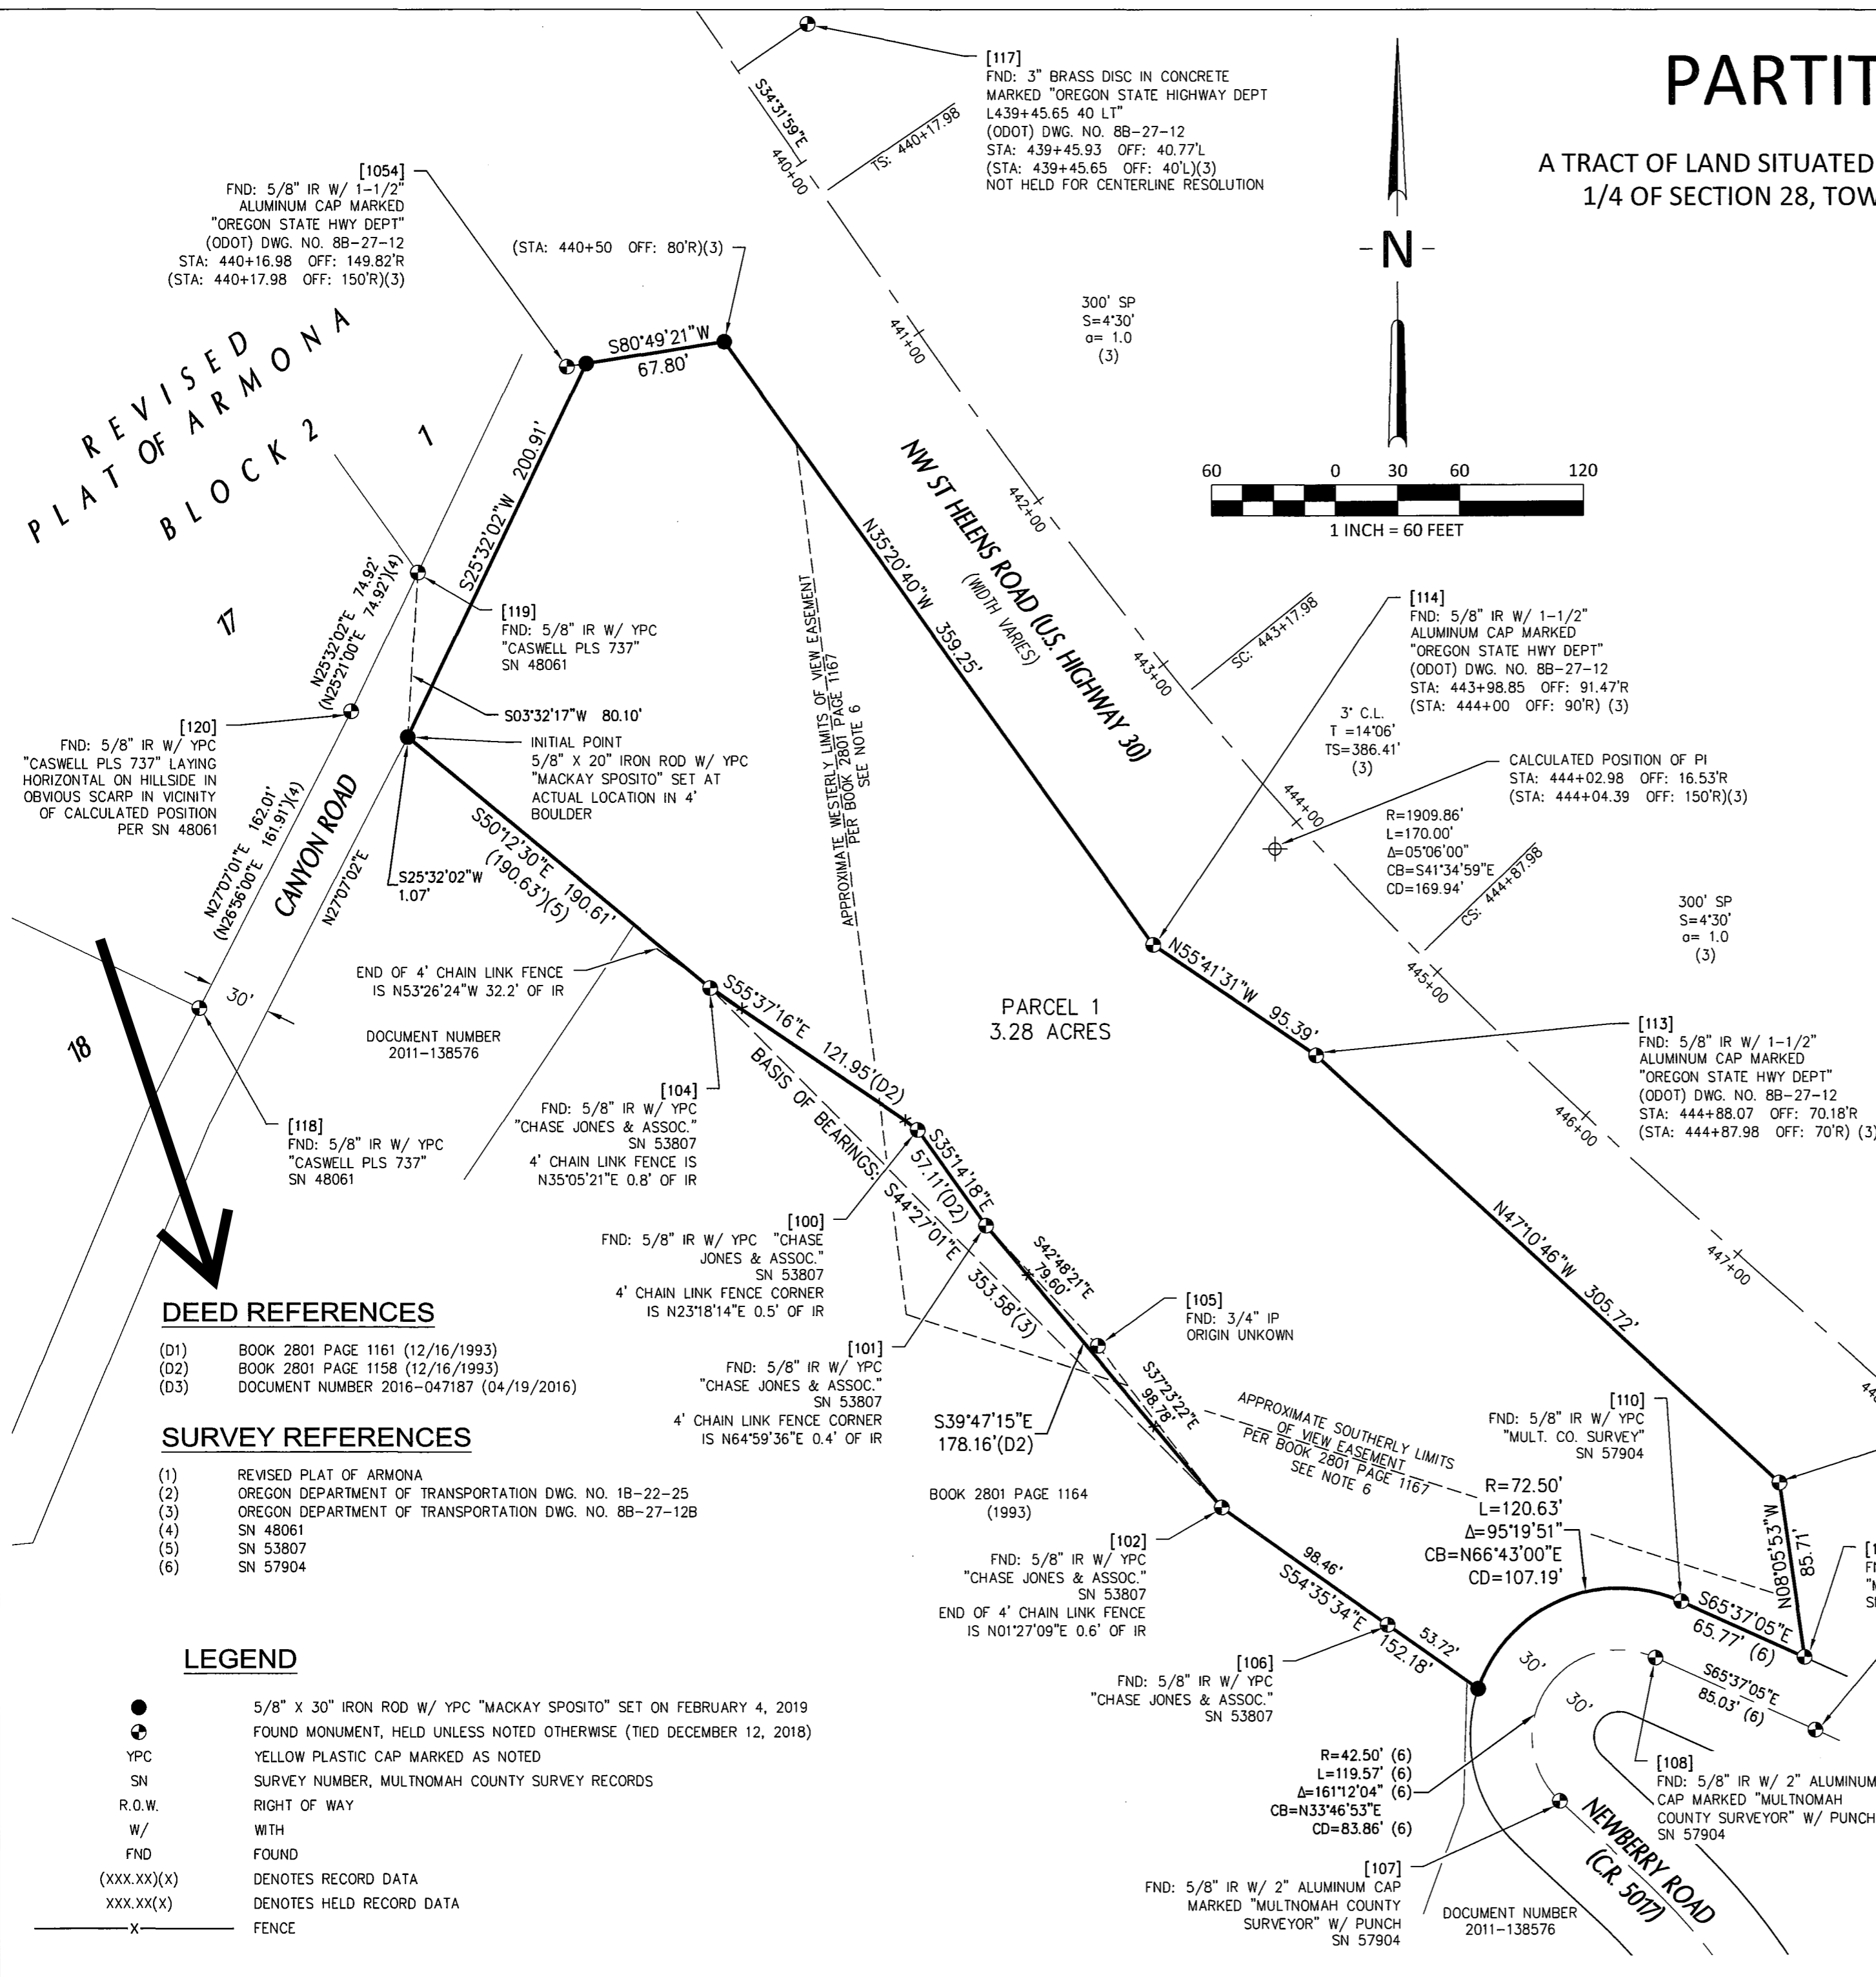 PARTIT
A TRACT OF LAND SITUATED
1/4 OF SECTION 28, TOW
[117]
FND: 3" BRASS DISC IN CONCRETE
MARKED "OREGON STATE HIGHWAY DEPT
L439+45.65 40 LT"
(ODOT) DWG. NO. 8B-27-12
STA: 439+45.93 OFF: 40.77'L
(STA: 439+45.65 OFF: 40'L)(3)
NOT HELD FOR CENTERLINE RESOLUTION
S34°31'59"E
440+00
TS: 440+17.98
[1054]
FND: 5/8" IR W/ 1-1/2"
ALUMINUM CAP MARKED
"OREGON STATE HWY DEPT"
(ODOT) DWG. NO. 8B-27-12
STA: 440+16.98 OFF: 149.82'R
(STA: 440+17.98 OFF: 150'R)(3)
(STA: 440+50 OFF: 80'R)(3)
-N-
300' SP
S=4°30'
a= 1.0
(3)
441+00
S80°49'21"W
67.80'
REVISED
PLAT OF ARMONA
BLOCK 2
1
17
18
442+00
NW ST HELENS ROAD (U.S. HIGHWAY 30)
(WIDTH VARIES)
60 0 30 60 120
1 INCH = 60 FEET
S25°32'02"W 200.91'
N35°20'40"W 359.25'
N25°32'02"E 74.92'
(N25°21'00"E 74.92')(4)
[119]
FND: 5/8" IR W/ YPC
"CASWELL PLS 737"
SN 48061
S03°32'17"W 80.10'
INITIAL POINT
5/8" X 20" IRON ROD W/ YPC
"MACKAY SPOSITO" SET AT
ACTUAL LOCATION IN 4'
BOULDER
APPROXIMATE WESTERLY LIMITS OF VIEW EASEMENT
PER BOOK 2801 PAGE 1167
SEE NOTE 6
443+00
SC: 443+17.98
[114]
FND: 5/8" IR W/ 1-1/2"
ALUMINUM CAP MARKED
"OREGON STATE HWY DEPT"
(ODOT) DWG. NO. 8B-27-12
STA: 443+98.85 OFF: 91.47'R
(STA: 444+00 OFF: 90'R) (3)
3° C.L.
T =14°06'
TS=386.41'
(3)
CALCULATED POSITION OF PI
STA: 444+02.98 OFF: 16.53'R
(STA: 444+04.39 OFF: 150'R)(3)
444+00
R=1909.86'
L=170.00'
Δ=05°06'00"
CB=S41°34'59"E
CD=169.94'
CS: 444+87.98
300' SP
S=4°30'
a= 1.0
(3)
445+00
[120]
FND: 5/8" IR W/ YPC
"CASWELL PLS 737" LAYING
HORIZONTAL ON HILLSIDE IN
OBVIOUS SCARP IN VICINITY
OF CALCULATED POSITION
PER SN 48061
N27°07'01"E 162.01'
(N26°56'00"E 161.91')(4)
CANYON ROAD
N27°07'02"E
30'
S25°32'02"W
1.07'
S50°12'30"E 190.61'
(190.63')(5)
END OF 4' CHAIN LINK FENCE
IS N53°26'24"W 32.2' OF IR
DOCUMENT NUMBER
2011-138576
[118]
FND: 5/8" IR W/ YPC
"CASWELL PLS 737"
SN 48061
PARCEL 1
3.28 ACRES
N55°41'31"W 95.39'
[113]
FND: 5/8" IR W/ 1-1/2"
ALUMINUM CAP MARKED
"OREGON STATE HWY DEPT"
(ODOT) DWG. NO. 8B-27-12
STA: 444+88.07 OFF: 70.18'R
(STA: 444+87.98 OFF: 70'R) (3)
446+00
447+00
S55°37'16"E 121.95'(D2)
BASIS OF BEARINGS: S44°27'01"E 353.58'(3)
[104]
FND: 5/8" IR W/ YPC
"CHASE JONES & ASSOC."
SN 53807
4' CHAIN LINK FENCE IS
N35°05'21"E 0.8' OF IR
S35°14'18"E
57.11'(D2)
[100]
FND: 5/8" IR W/ YPC "CHASE
JONES & ASSOC."
SN 53807
4' CHAIN LINK FENCE CORNER
IS N23°18'14"E 0.5' OF IR
S42°48'21"E
79.60'
[105]
FND: 3/4" IP
ORIGIN UNKOWN
[101]
FND: 5/8" IR W/ YPC
"CHASE JONES & ASSOC."
SN 53807
4' CHAIN LINK FENCE CORNER
IS N64°59'36"E 0.4' OF IR
S37°23'22"E
98.78'
S39°47'15"E
178.16'(D2)
N47°10'46"W 305.72'
APPROXIMATE SOUTHERLY LIMITS
OF VIEW EASEMENT
PER BOOK 2801 PAGE 1167
SEE NOTE 6
[110]
FND: 5/8" IR W/ YPC
"MULT. CO. SURVEY"
SN 57904
R=72.50'
L=120.63'
Δ=95°19'51"
CB=N66°43'00"E
CD=107.19'
BOOK 2801 PAGE 1164
(1993)
[102]
FND: 5/8" IR W/ YPC
"CHASE JONES & ASSOC."
SN 53807
END OF 4' CHAIN LINK FENCE
IS N01°27'09"E 0.6' OF IR
98.46'
S54°35'34"E 152.18'
53.72'
N08°05'53"W
85.71'
S65°37'05"E
65.77' (6)
30'
30'
S65°37'05"E
85.03' (6)
[106]
FND: 5/8" IR W/ YPC
"CHASE JONES & ASSOC."
SN 53807
R=42.50' (6)
L=119.57' (6)
Δ=161°12'04" (6)
CB=N33°46'53"E
CD=83.86' (6)
[108]
FND: 5/8" IR W/ 2" ALUMINUM
CAP MARKED "MULTNOMAH
COUNTY SURVEYOR" W/ PUNCH
SN 57904
[107]
FND: 5/8" IR W/ 2" ALUMINUM CAP
MARKED "MULTNOMAH COUNTY
SURVEYOR" W/ PUNCH
SN 57904
DOCUMENT NUMBER
2011-138576
NEWBERRY ROAD
(C.R. 5017)
DEED REFERENCES
(D1) BOOK 2801 PAGE 1161 (12/16/1993)
(D2) BOOK 2801 PAGE 1158 (12/16/1993)
(D3) DOCUMENT NUMBER 2016-047187 (04/19/2016)
SURVEY REFERENCES
(1) REVISED PLAT OF ARMONA
(2) OREGON DEPARTMENT OF TRANSPORTATION DWG. NO. 1B-22-25
(3) OREGON DEPARTMENT OF TRANSPORTATION DWG. NO. 8B-27-12B
(4) SN 48061
(5) SN 53807
(6) SN 57904
LEGEND
5/8" X 30" IRON ROD W/ YPC "MACKAY SPOSITO" SET ON FEBRUARY 4, 2019
FOUND MONUMENT, HELD UNLESS NOTED OTHERWISE (TIED DECEMBER 12, 2018)
YPC YELLOW PLASTIC CAP MARKED AS NOTED
SN SURVEY NUMBER, MULTNOMAH COUNTY SURVEY RECORDS
R.O.W. RIGHT OF WAY
W/ WITH
FND FOUND
(XXX.XX)(X) DENOTES RECORD DATA
XXX.XX(X) DENOTES HELD RECORD DATA
X FENCE